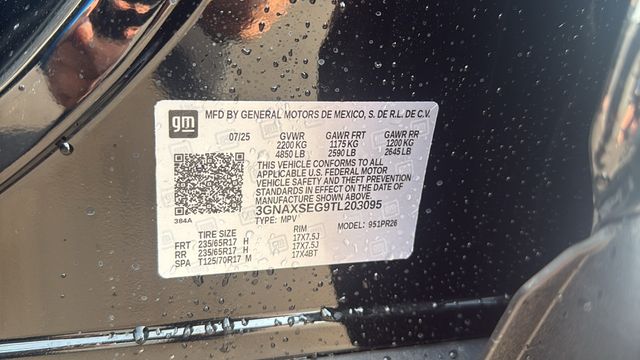 gm MFD BY GENERAL MOTORS DE MEXICO, S. DE R.L. DE C.V.
07/25 GVWR GAWR FRT GAWR RR
2200 KG 1175 KG 1200 KG
4850 LB 2590 LB 2645 LB
THIS VEHICLE CONFORMS TO ALL
APPLICABLE U.S. FEDERAL MOTOR
VEHICLE SAFETY AND THEFT PREVENTION
STANDARDS IN EFFECT ON THE DATE OF
MANUFACTURE SHOWN ABOVE.
384A 3GNAXSEG9TL203095
TYPE: MPV MODEL: 951PR26
TIRE SIZE RIM
FRT 235/65R17 H 17X7.5J
RR 235/65R17 H 17X7.5J
SPA T125/70R17 M 17X4BT